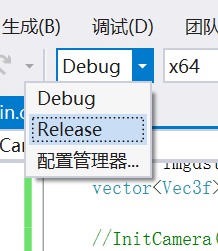 生成(B) 调试(D) 团队
Debug x64
Debug
Release
配置管理器...
vector<Vec3f>
//InitCamera(